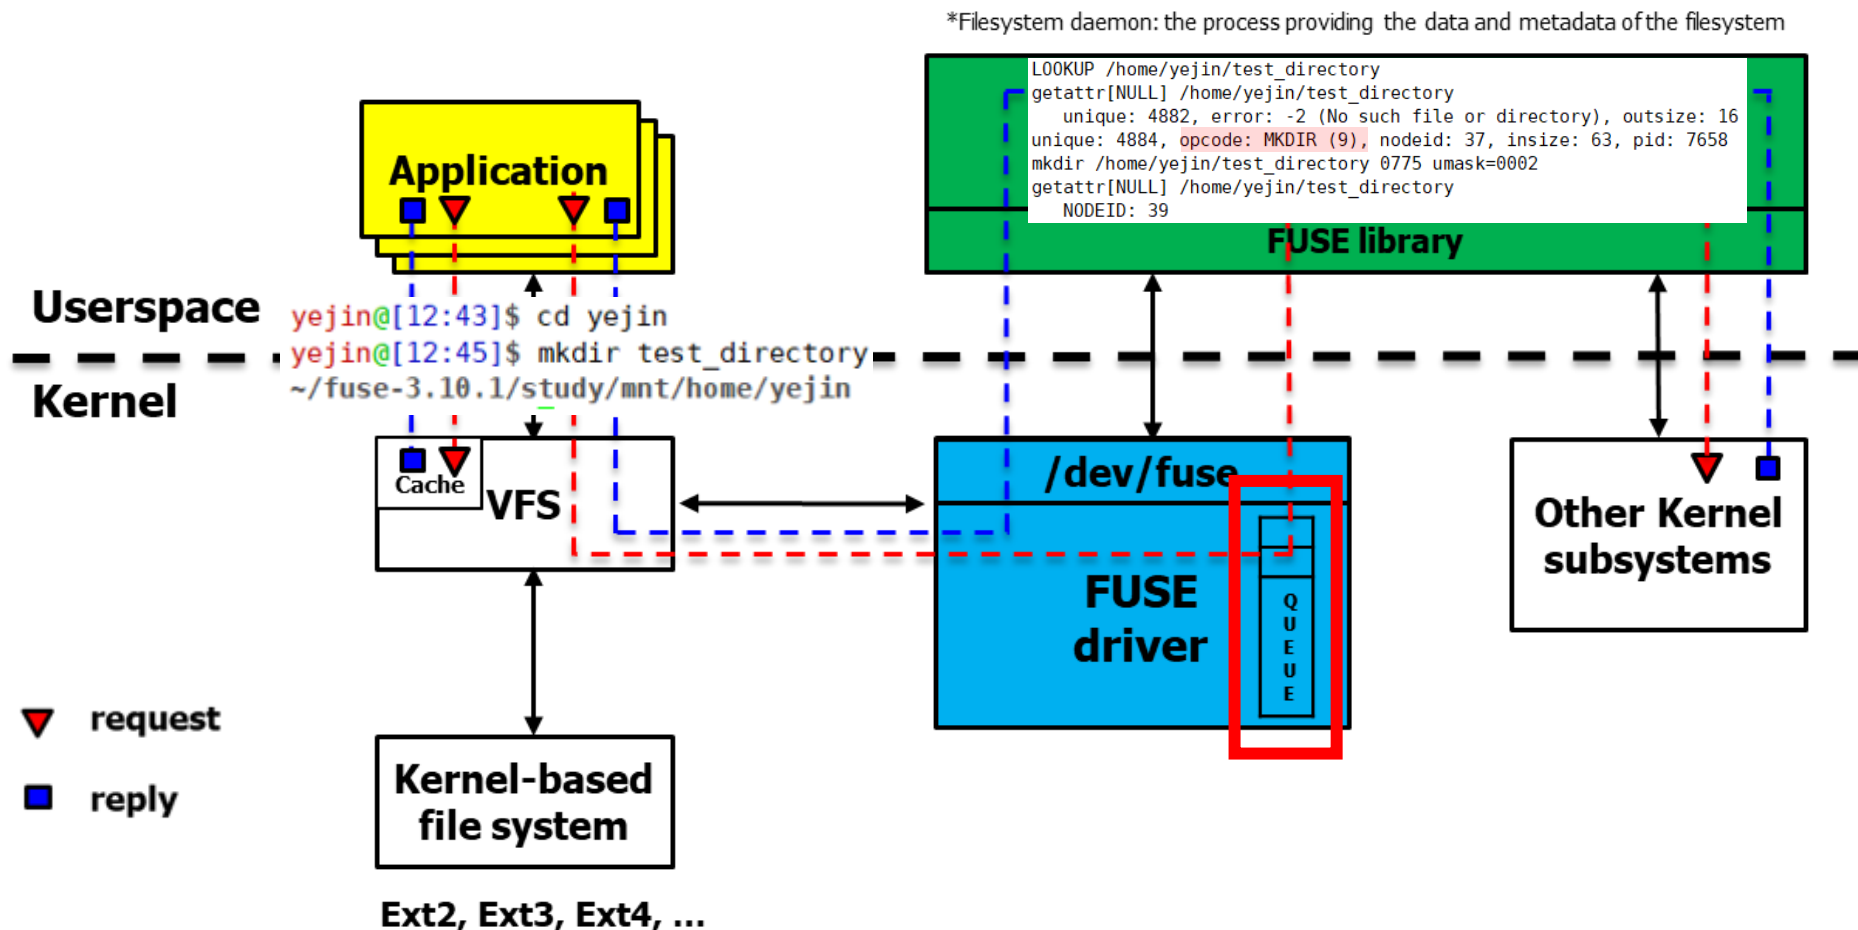 *Filesystem daemon: the process providing the data and metadata of the filesystem
LOOKUP /home/yejin/test_directory
getattr[NULL] /home/yejin/test_directory
unique: 4882, error: -2 (No such file or directory), outsize: 16
unique: 4884, opcode: MKDIR (9), nodeid: 37, insize: 63, pid: 7658
mkdir /home/yejin/test_directory 0775 umask=0002
getattr[NULL] /home/yejin/test_directory
NODEID: 39
FUSE library
Application
Userspace
yejin@[12:43]$ cd yejin
yejin@[12:45]$ mkdir test_directory
~/fuse-3.10.1/study/mnt/home/yejin
Kernel
Cache
VFS
/dev/fuse
FUSE
driver
QUEUE
Other Kernel
subsystems
request
reply
Kernel-based
file system
Ext2, Ext3, Ext4, ...